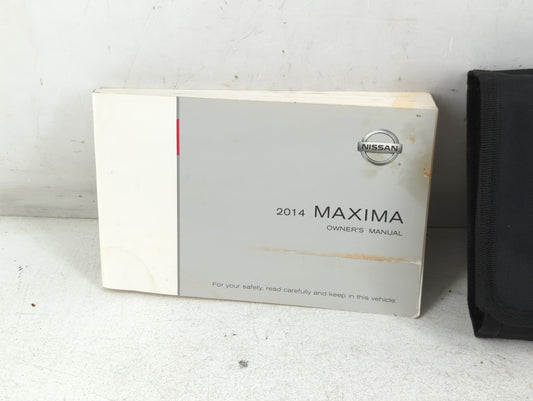 NISSAN
2014 MAXIMA
OWNER'S MANUAL
For your safety, read carefully and keep in this vehicle.